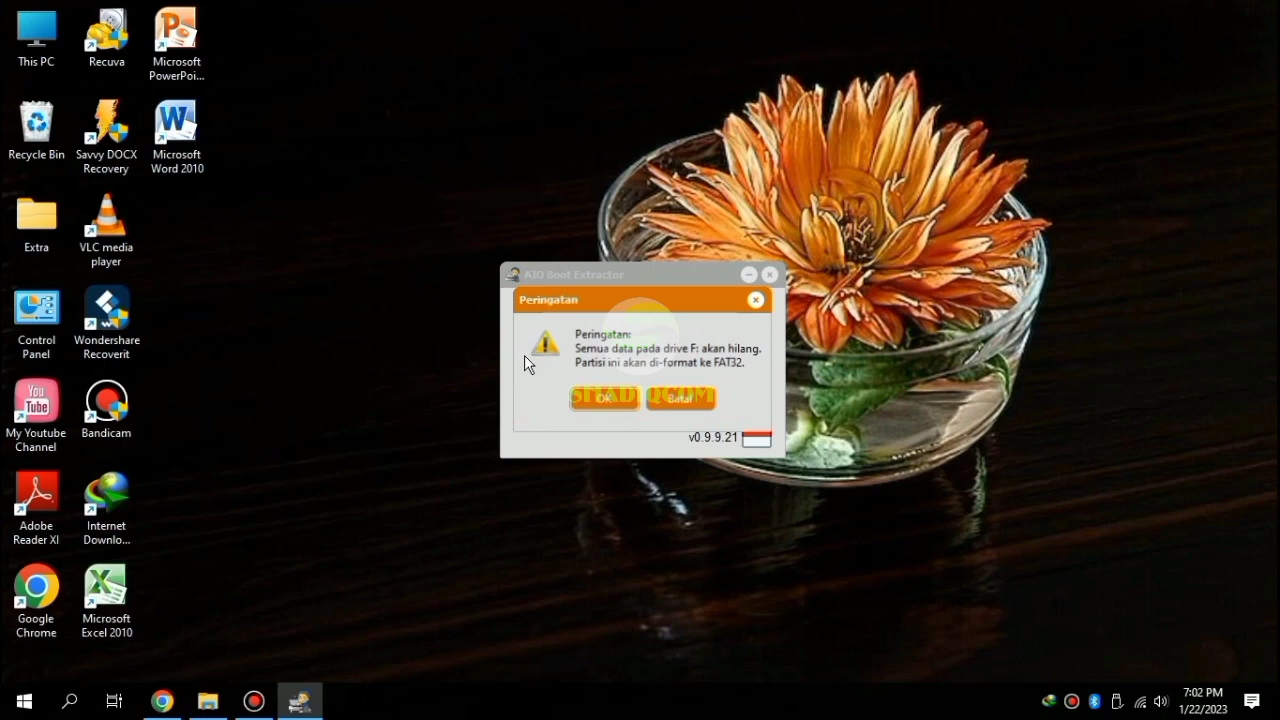 This PC
Recuva
Microsoft
PowerPoi...
Recycle Bin
Savvy DOCX
Recovery
Microsoft
Word 2010
Extra
VLC media
player
Control
Panel
Wondershare
Recoverit
You
Tube
My Youtube
Channel
Bandicam
Adobe
Reader XI
Internet
Downlo...
Google
Chrome
Microsoft
Excel 2010
AIO Boot Extractor
Peringatan
Peringatan:
Semua data pada drive F: akan hilang.
Partisi ini akan di-format ke FAT32.
OK
Batal
SHADIQCOM
v0.9.9.21
7:02 PM
1/22/2023